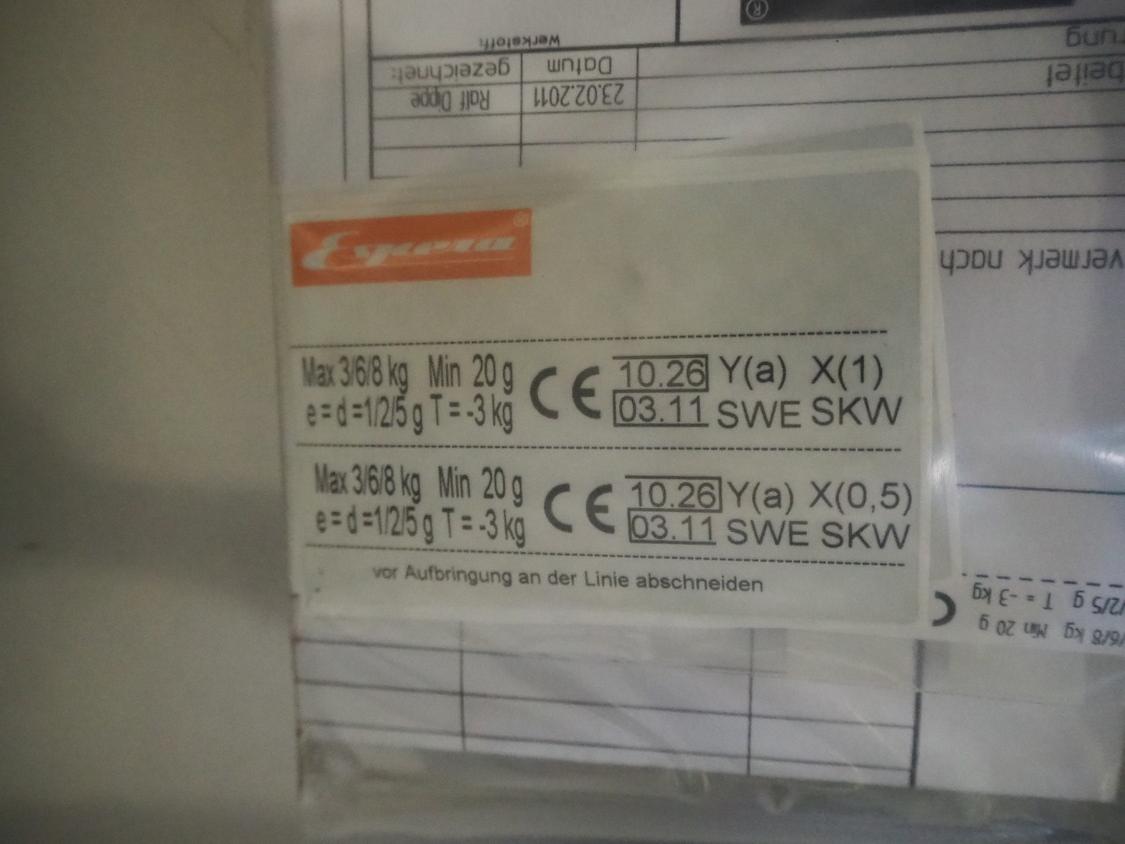 Werkstoff:
gezeichnet: Datum
Ralf Dippe 23.02.2011
rung
beitet
vermerk nach
Espera®
Max 3/6/8 kg Min 20 g CE 10.26 Y(a) X(1)
e = d =1/2/5 g T = -3 kg 03.11 SWE SKW
Max 3/6/8 kg Min 20 g CE 10.26 Y(a) X(0,5)
e = d =1/2/5 g T = -3 kg 03.11 SWE SKW
vor Aufbringung an der Linie abschneiden
/6/8 kg Min 20 g
/2/5 g T = -3 kg